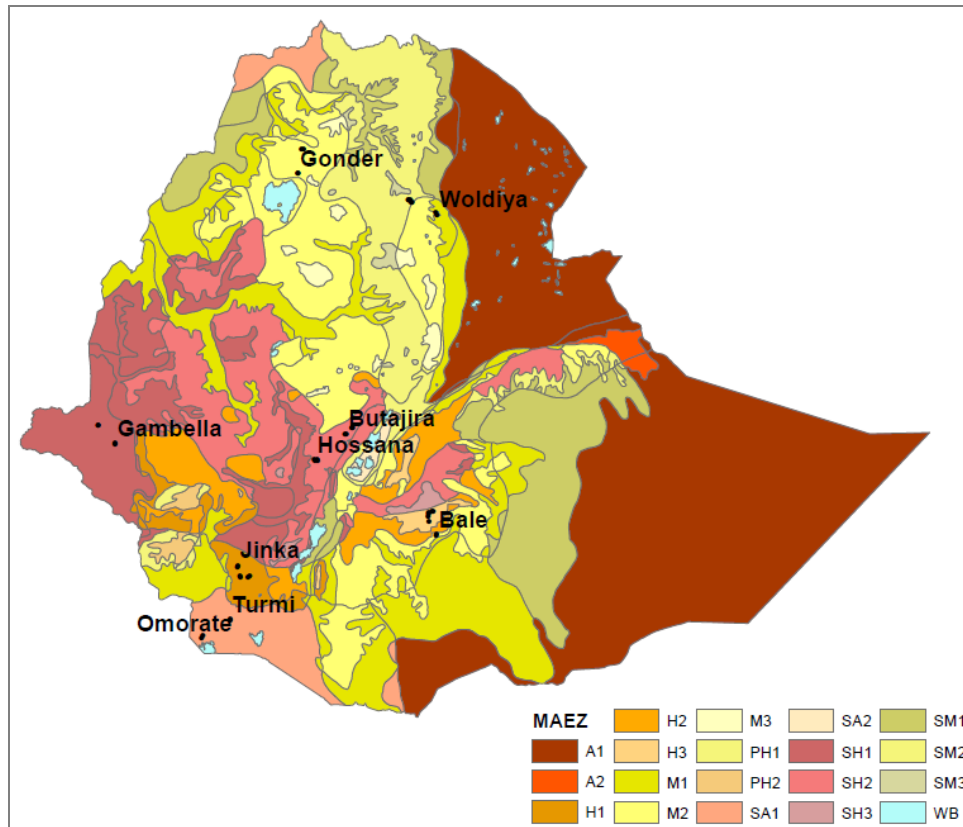 Gonder
Woldiya
Butajira
Gambella
Hossana
Bale
Jinka
Turmi
Omorate
MAEZ
H2 M3 SA2 SM1
A1 H3 PH1 SH1 SM2
A2 M1 PH2 SH2 SM3
H1 M2 SA1 SH3 WB